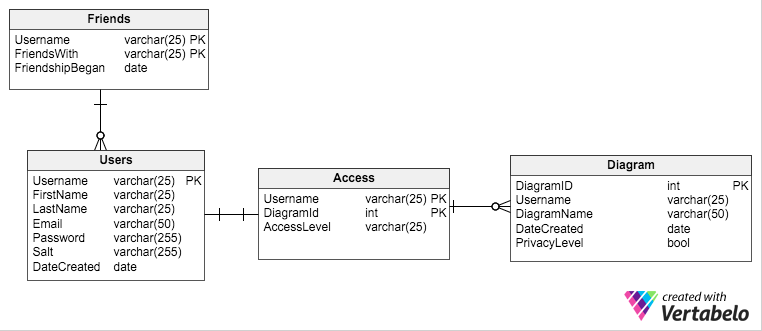 Friends
Username varchar(25) PK
FriendsWith varchar(25) PK
FriendshipBegan date
Users
Username varchar(25) PK
FirstName varchar(25)
LastName varchar(25)
Email varchar(50)
Password varchar(255)
Salt varchar(255)
DateCreated date
Access
Username varchar(25) PK
DiagramId int PK
AccessLevel varchar(25)
Diagram
DiagramID int PK
Username varchar(25)
DiagramName varchar(50)
DateCreated date
PrivacyLevel bool
created with
Vertabelo